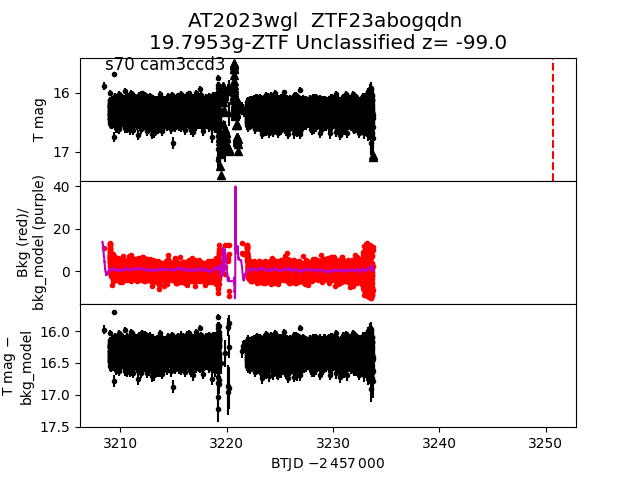 AT2023wgl  ZTF23abogqdn
19.7953g-ZTF Unclassified z= -99.0
s70 cam3ccd3
T mag
16
17
Bkg (red)/
bkg_model (purple)
40
20
0
T mag −
bkg_model
16.0
16.5
17.0
17.5
3210
3220
3230
3240
3250
BTJD −2 457 000